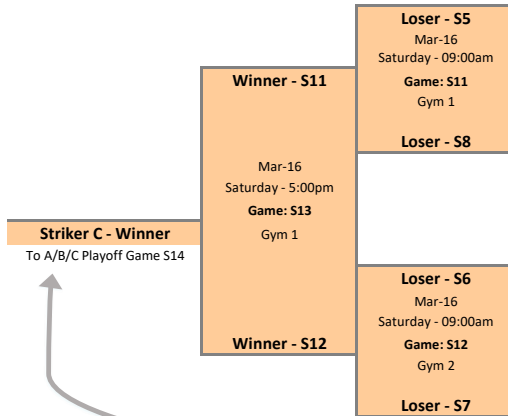 Loser - S5
Mar-16
Saturday - 09:00am
Game: S11
Gym 1
Loser - S8
Winner - S11
Mar-16
Saturday - 5:00pm
Game: S13
Gym 1
Winner - S12
Striker C - Winner
To A/B/C Playoff Game S14
Loser - S6
Mar-16
Saturday - 09:00am
Game: S12
Gym 2
Loser - S7